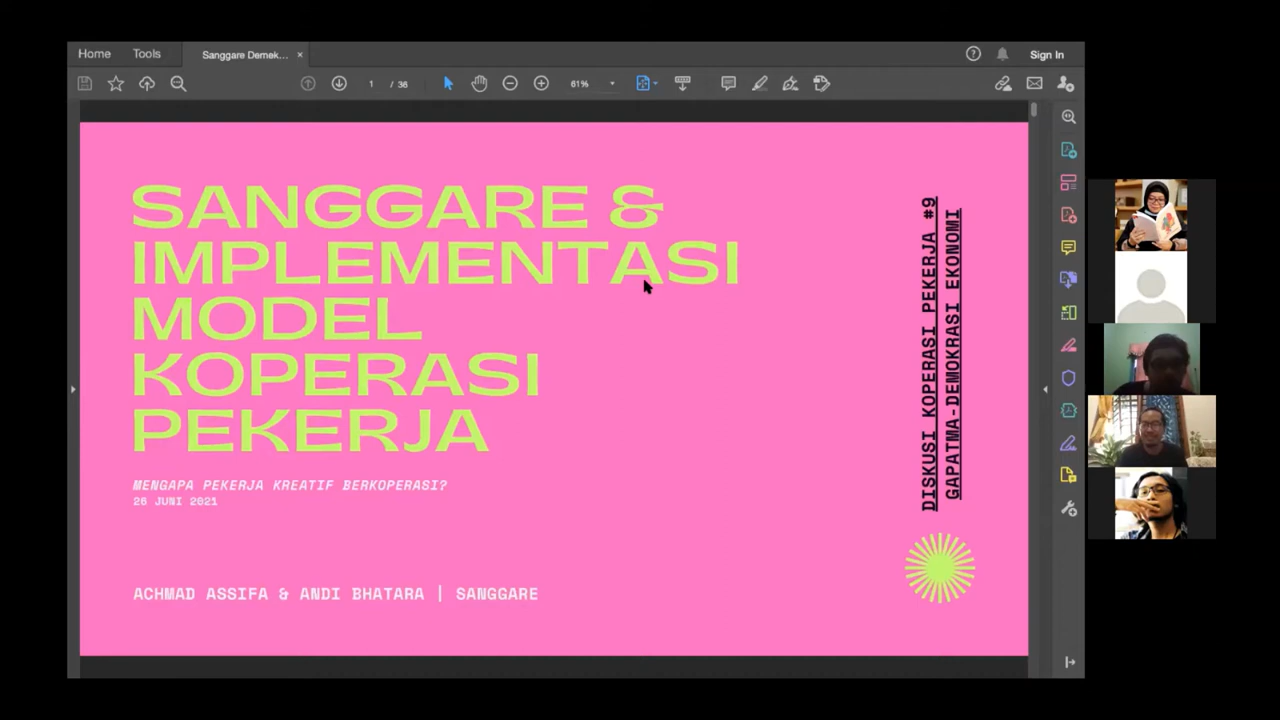 Home
Tools
Sanggare Demek... ×
Sign In
1 / 36
61%
SANGGARE &
IMPLEMENTASI
MODEL
KOPERASI
PEKERJA
MENGAPA PEKERJA KREATIF BERKOPERASI?
26 JUNI 2021
ACHMAD ASSIFA & ANDI BHATARA | SANGGARE
DISKUSI KOPERASI PEKERJA #9
GAPATMA-DEMOKRASI EKONOMI